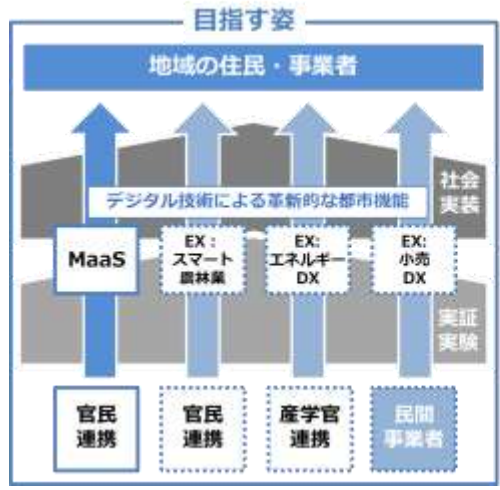 目指す姿
地域の住民・事業者
社会
実装
デジタル技術による革新的な都市機能
MaaS
EX：
スマート
農林業
EX:
エネルギー
DX
EX:
小売
DX
実証
実験
官民
連携
官民
連携
産学官
連携
民間
事業者